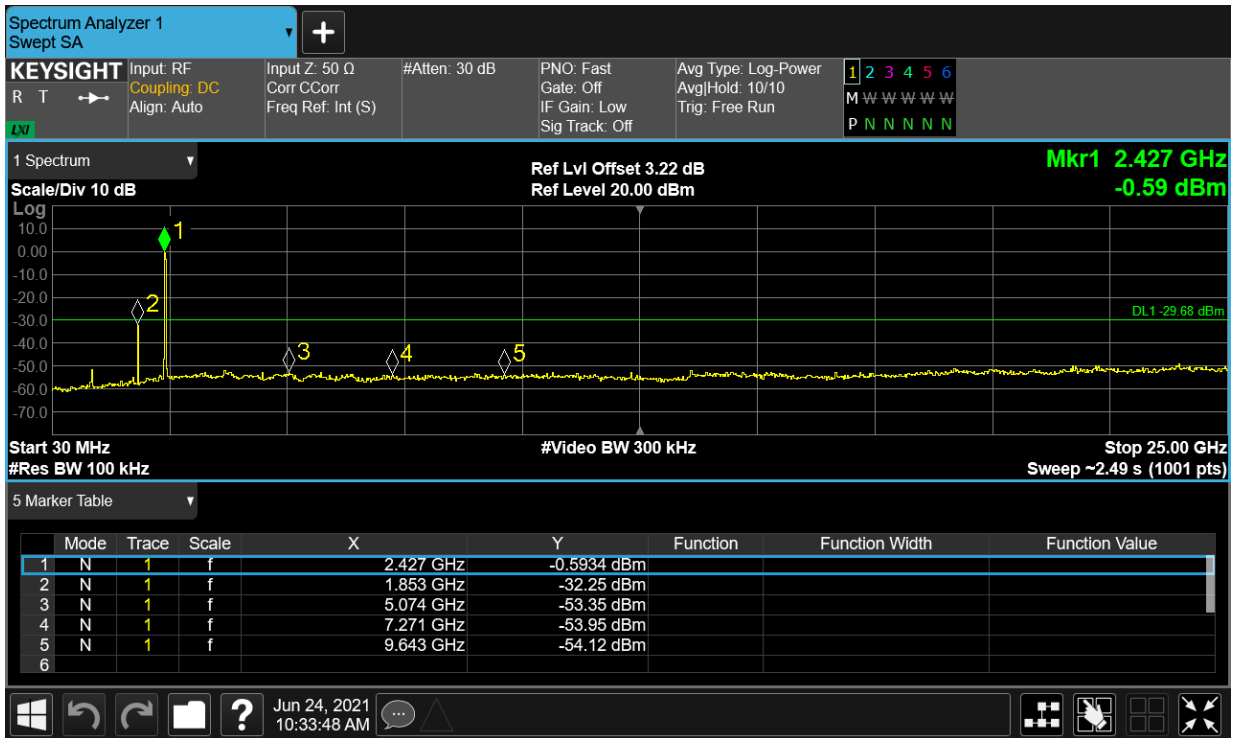 Spectrum Analyzer 1
Swept SA
+
KEYSIGHT
R T
LXI
Input: RF
Coupling: DC
Align: Auto
Input Z: 50 Ω
Corr CCorr
Freq Ref: Int (S)
#Atten: 30 dB
PNO: Fast
Gate: Off
IF Gain: Low
Sig Track: Off
Avg Type: Log-Power
Avg|Hold: 10/10
Trig: Free Run
1 2 3 4 5 6
M W W W W W
P N N N N N
1 Spectrum
Scale/Div 10 dB
Ref Lvl Offset 3.22 dB
Ref Level 20.00 dBm
Mkr1 2.427 GHz
-0.59 dBm
Log
10.0
0.00
-10.0
-20.0
-30.0
-40.0
-50.0
-60.0
-70.0
1
2
3
4
5
DL1 -29.68 dBm
Start 30 MHz
#Video BW 300 kHz
Stop 25.00 GHz
#Res BW 100 kHz
Sweep ~2.49 s (1001 pts)
5 Marker Table
Mode Trace Scale X Y Function Function Width Function Value
1 N 1 f 2.427 GHz -0.5934 dBm
2 N 1 f 1.853 GHz -32.25 dBm
3 N 1 f 5.074 GHz -53.35 dBm
4 N 1 f 7.271 GHz -53.95 dBm
5 N 1 f 9.643 GHz -54.12 dBm
6
?
Jun 24, 2021
10:33:48 AM